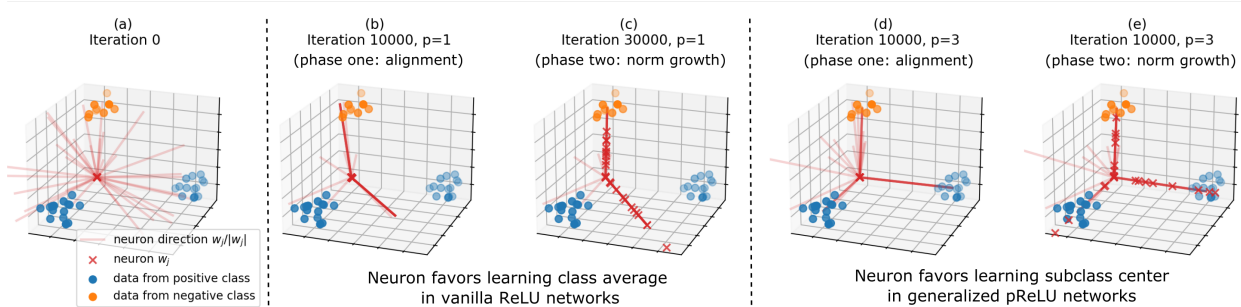 (a)
Iteration 0
(b)
Iteration 10000, p=1
(phase one: alignment)
(c)
Iteration 30000, p=1
(phase two: norm growth)
(d)
Iteration 10000, p=3
(phase one: alignment)
(e)
Iteration 10000, p=3
(phase two: norm growth)
neuron direction wⱼ/|wⱼ|
neuron wⱼ
data from positive class
data from negative class
Neuron favors learning class average
in vanilla ReLU networks
Neuron favors learning subclass center
in generalized pReLU networks